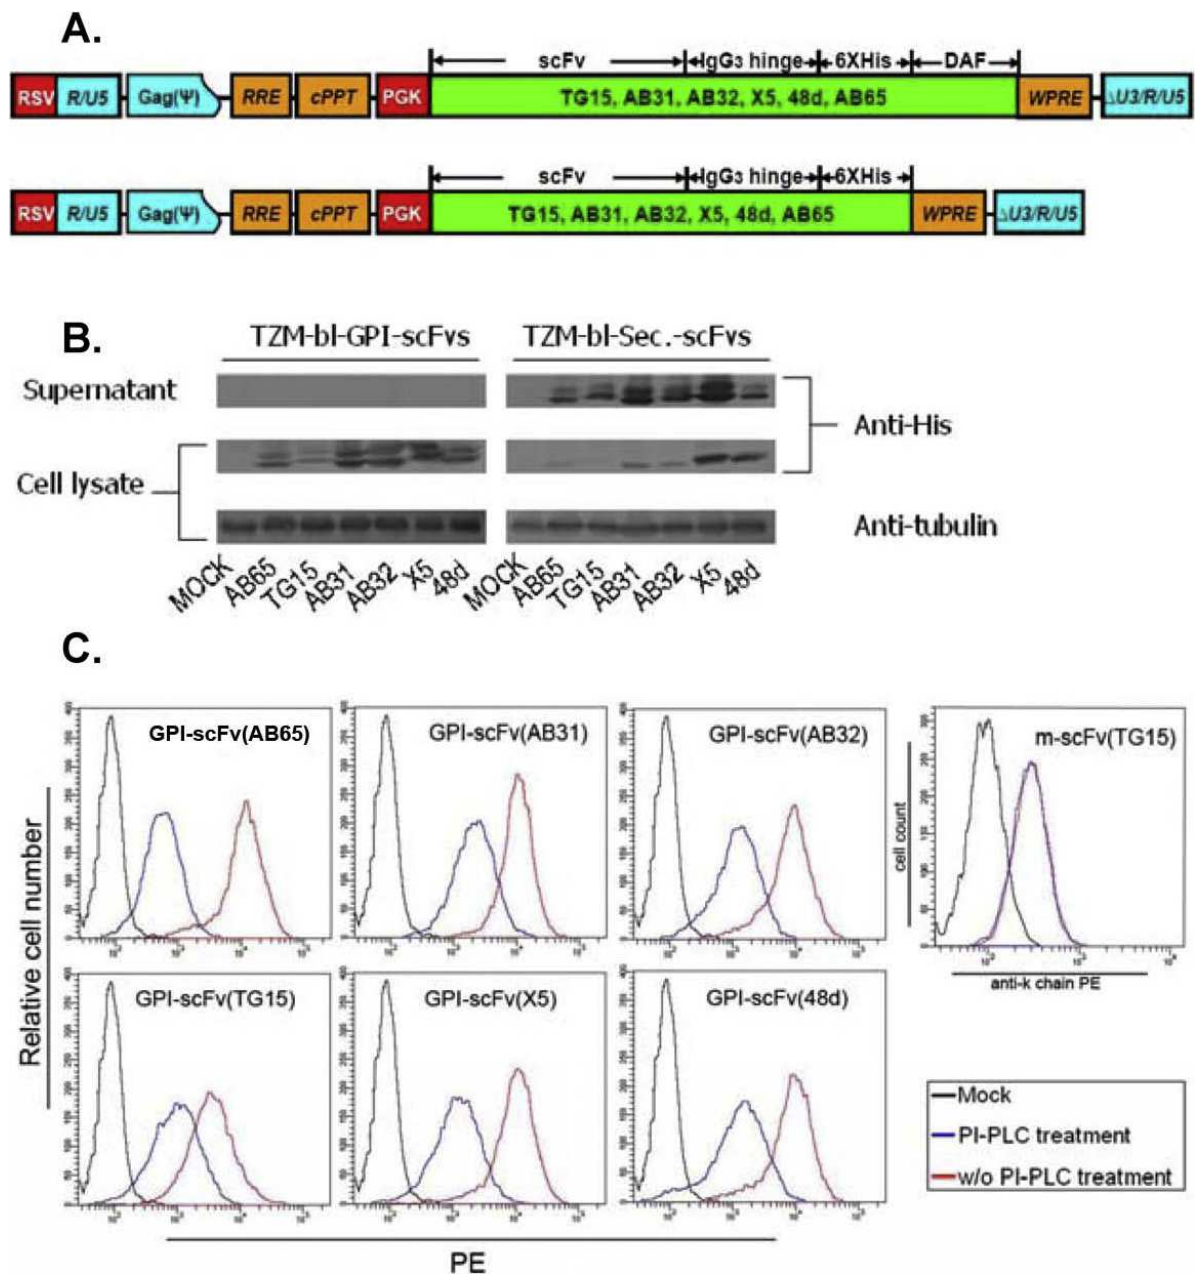 A.
scFv IgG3 hinge 6XHis DAF
RSV R/U5 Gag(Ψ) RRE cPPT PGK TG15, AB31, AB32, X5, 48d, AB65 WPRE ΔU3/R/U5
scFv IgG3 hinge 6XHis
RSV R/U5 Gag(Ψ) RRE cPPT PGK TG15, AB31, AB32, X5, 48d, AB65 WPRE ΔU3/R/U5
B.
TZM-bl-GPI-scFvs TZM-bl-Sec.-scFvs
Supernatant
Anti-His
Cell lysate
Anti-tubulin
MOCK AB65 TG15 AB31 AB32 X5 48d MOCK AB65 TG15 AB31 AB32 X5 48d
C.
GPI-scFv(AB65) GPI-scFv(AB31) GPI-scFv(AB32) m-scFv(TG15)
Relative cell number
cell count
anti-k chain PE
GPI-scFv(TG15) GPI-scFv(X5) GPI-scFv(48d)
Mock
PI-PLC treatment
w/o PI-PLC treatment
PE